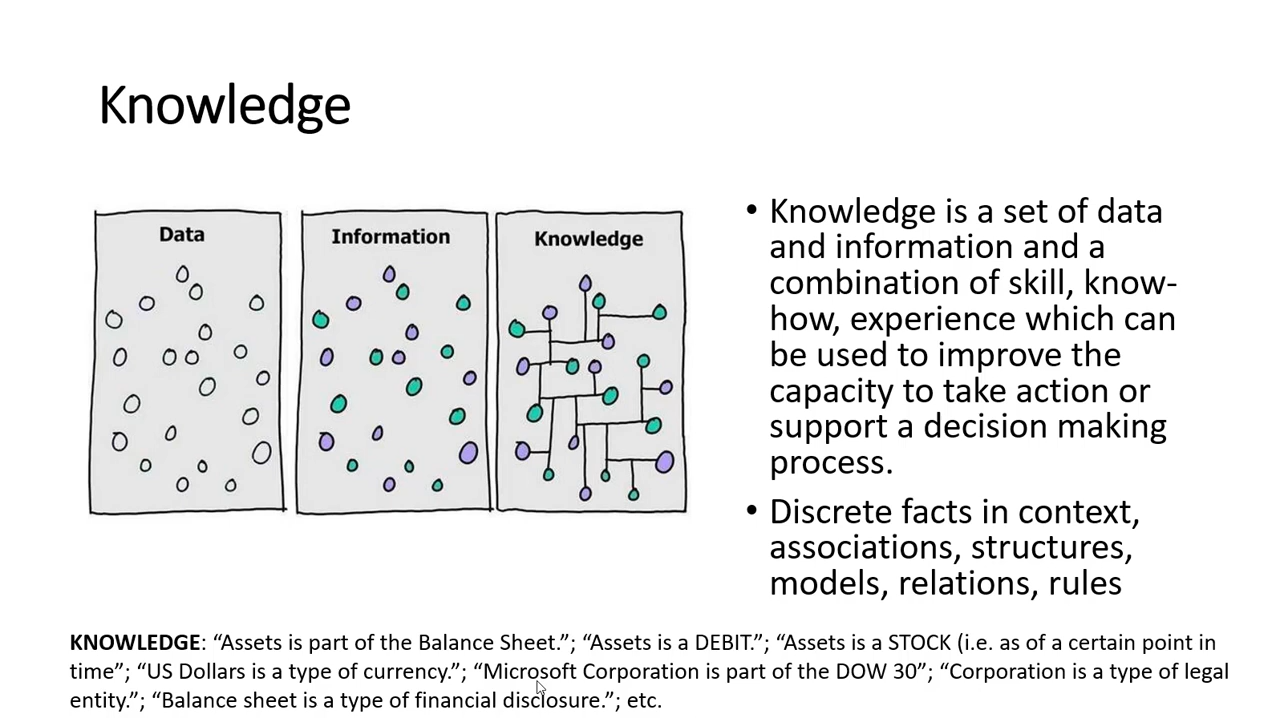 Knowledge
Data
Information
Knowledge
• Knowledge is a set of data
and information and a
combination of skill, know-
how, experience which can
be used to improve the
capacity to take action or
support a decision making
process.
• Discrete facts in context,
associations, structures,
models, relations, rules
KNOWLEDGE: “Assets is part of the Balance Sheet.”; “Assets is a DEBIT.”; “Assets is a STOCK (i.e. as of a certain point in
time”; “US Dollars is a type of currency.”; “Microsoft Corporation is part of the DOW 30”; “Corporation is a type of legal
entity.”; “Balance sheet is a type of financial disclosure.”; etc.